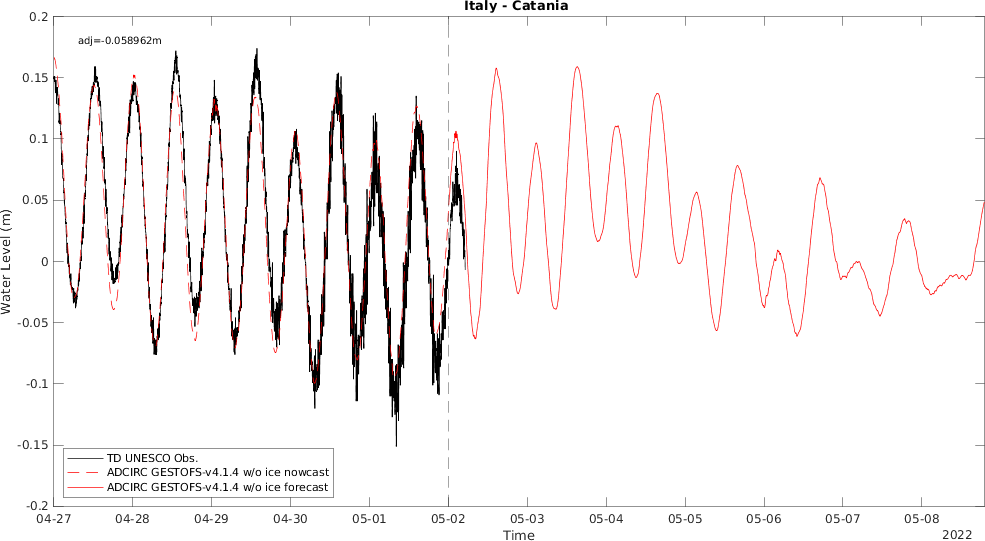 Italy - Catania
adj=-0.058962m
Water Level (m)
0.2
0.15
0.1
0.05
0
-0.05
-0.1
-0.15
-0.2
TD UNESCO Obs.
ADCIRC GESTOFS-v4.1.4 w/o ice nowcast
ADCIRC GESTOFS-v4.1.4 w/o ice forecast
04-27 04-28 04-29 04-30 05-01 05-02 05-03 05-04 05-05 05-06 05-07 05-08
Time
2022